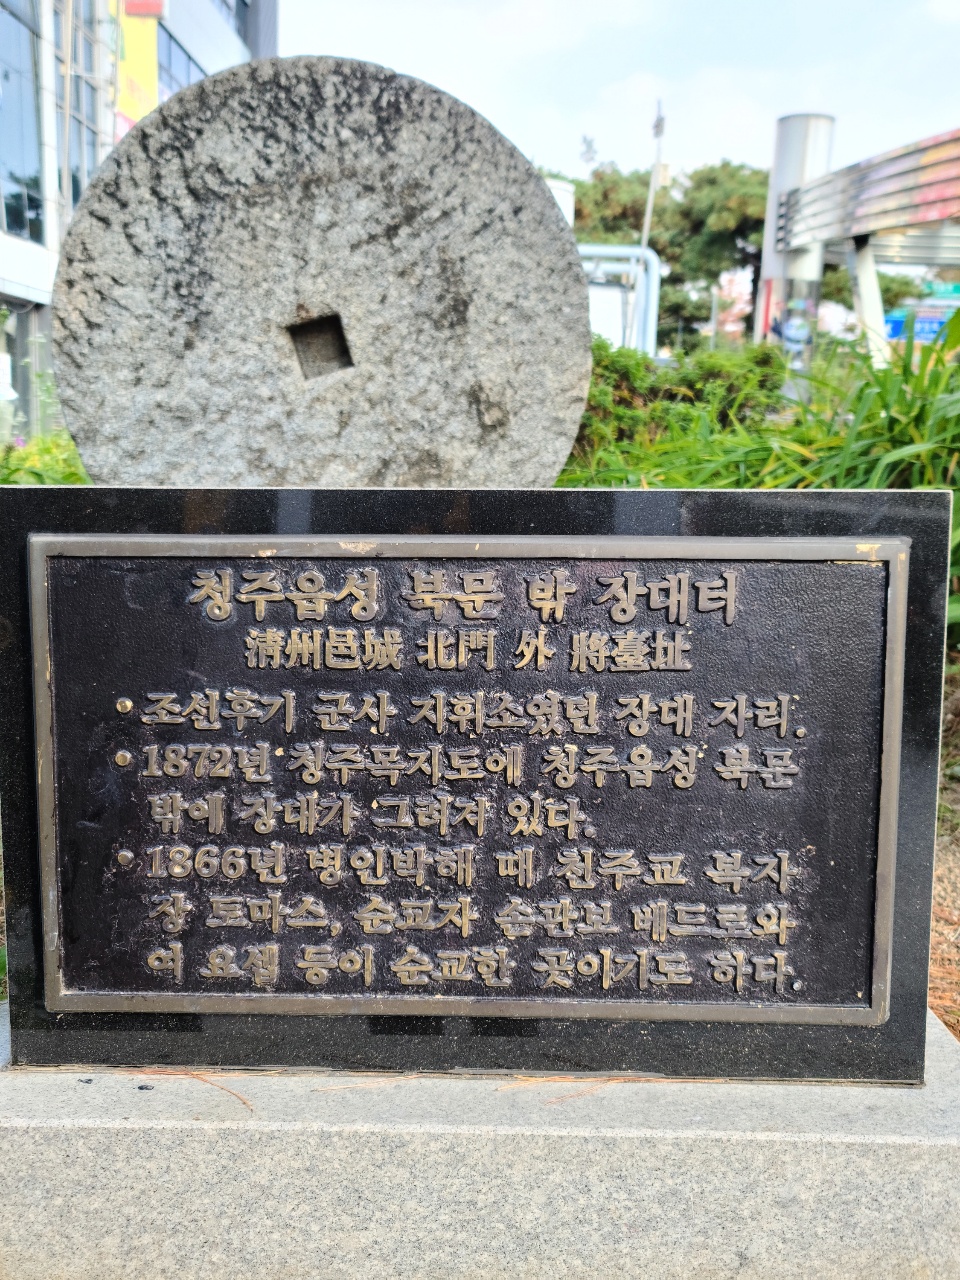 청주읍성 북문 밖 장대터
淸州邑城 北門 外 將臺址
• 조선후기 군사 지휘소였던 장대 자리.
• 1872년 청주목지도에 청주읍성 북문
밖에 장대가 그려져 있다.
• 1866년 병인박해 때 천주교 복자
장 토마스, 순교자 손관보 베드로와
여 요셉 등이 순교한 곳이기도 하다.